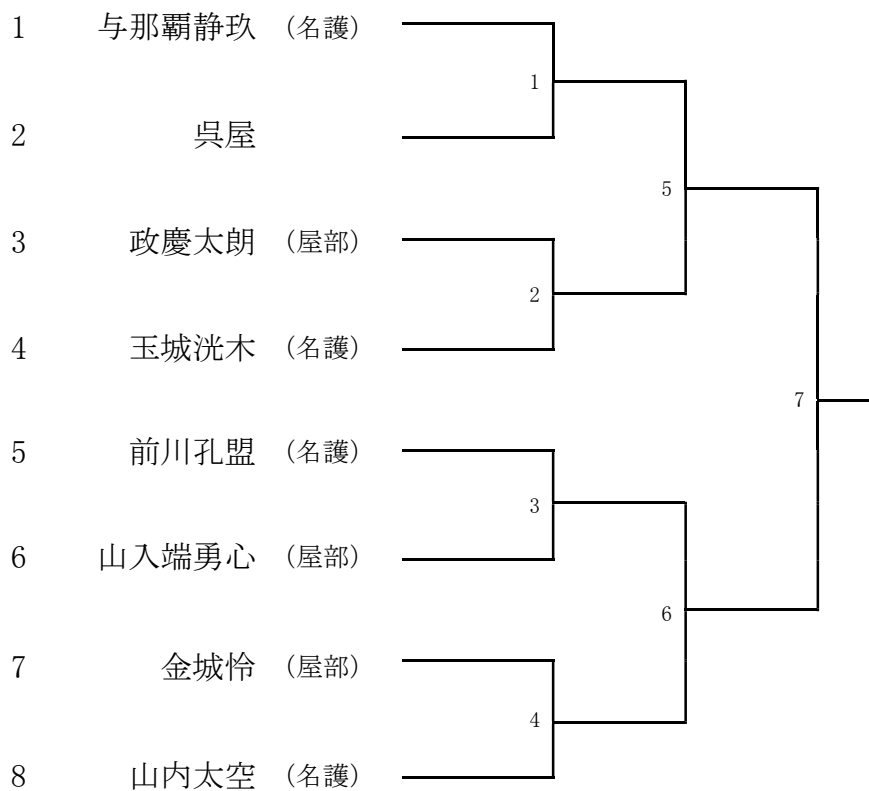 1 与那覇静玖 （名護）
1
2 呉屋
5
3 政慶太朗 （屋部）
2
4 玉城洸木 （名護）
7
5 前川孔盟 （名護）
3
6 山入端勇心 （屋部）
6
7 金城怜 （屋部）
4
8 山内太空 （名護）